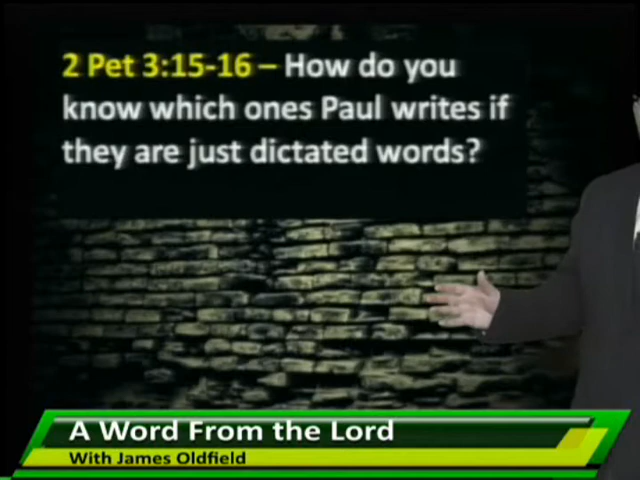 2 Pet 3:15-16 – How do you
know which ones Paul writes if
they are just dictated words?
A Word From the Lord
With James Oldfield